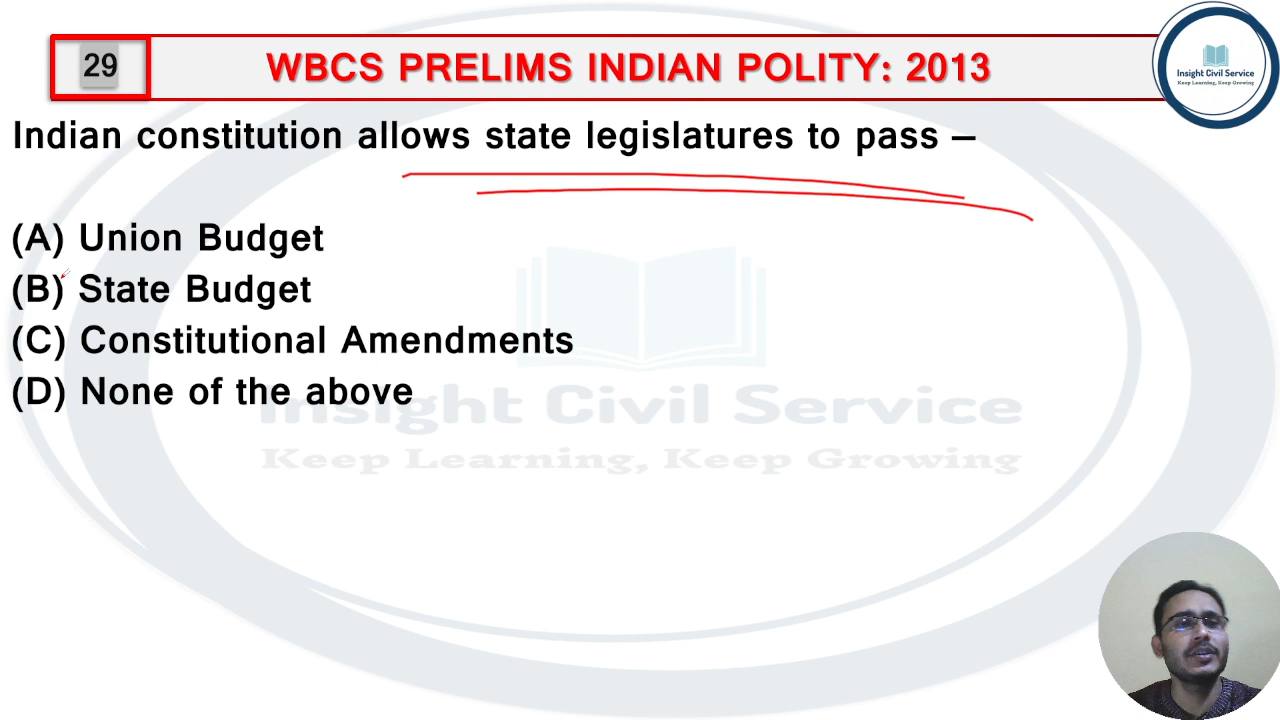 29
WBCS PRELIMS INDIAN POLITY: 2013
Insight Civil Service
Keep Learning, Keep Growing
Indian constitution allows state legislatures to pass –
(A) Union Budget
(B) State Budget
(C) Constitutional Amendments
(D) None of the above
Insight Civil Service
Keep Learning, Keep Growing